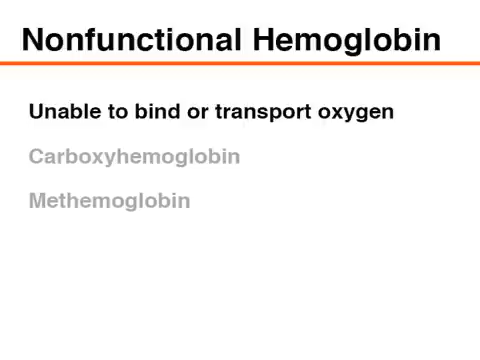 Nonfunctional Hemoglobin
Unable to bind or transport oxygen
Carboxyhemoglobin
Methemoglobin